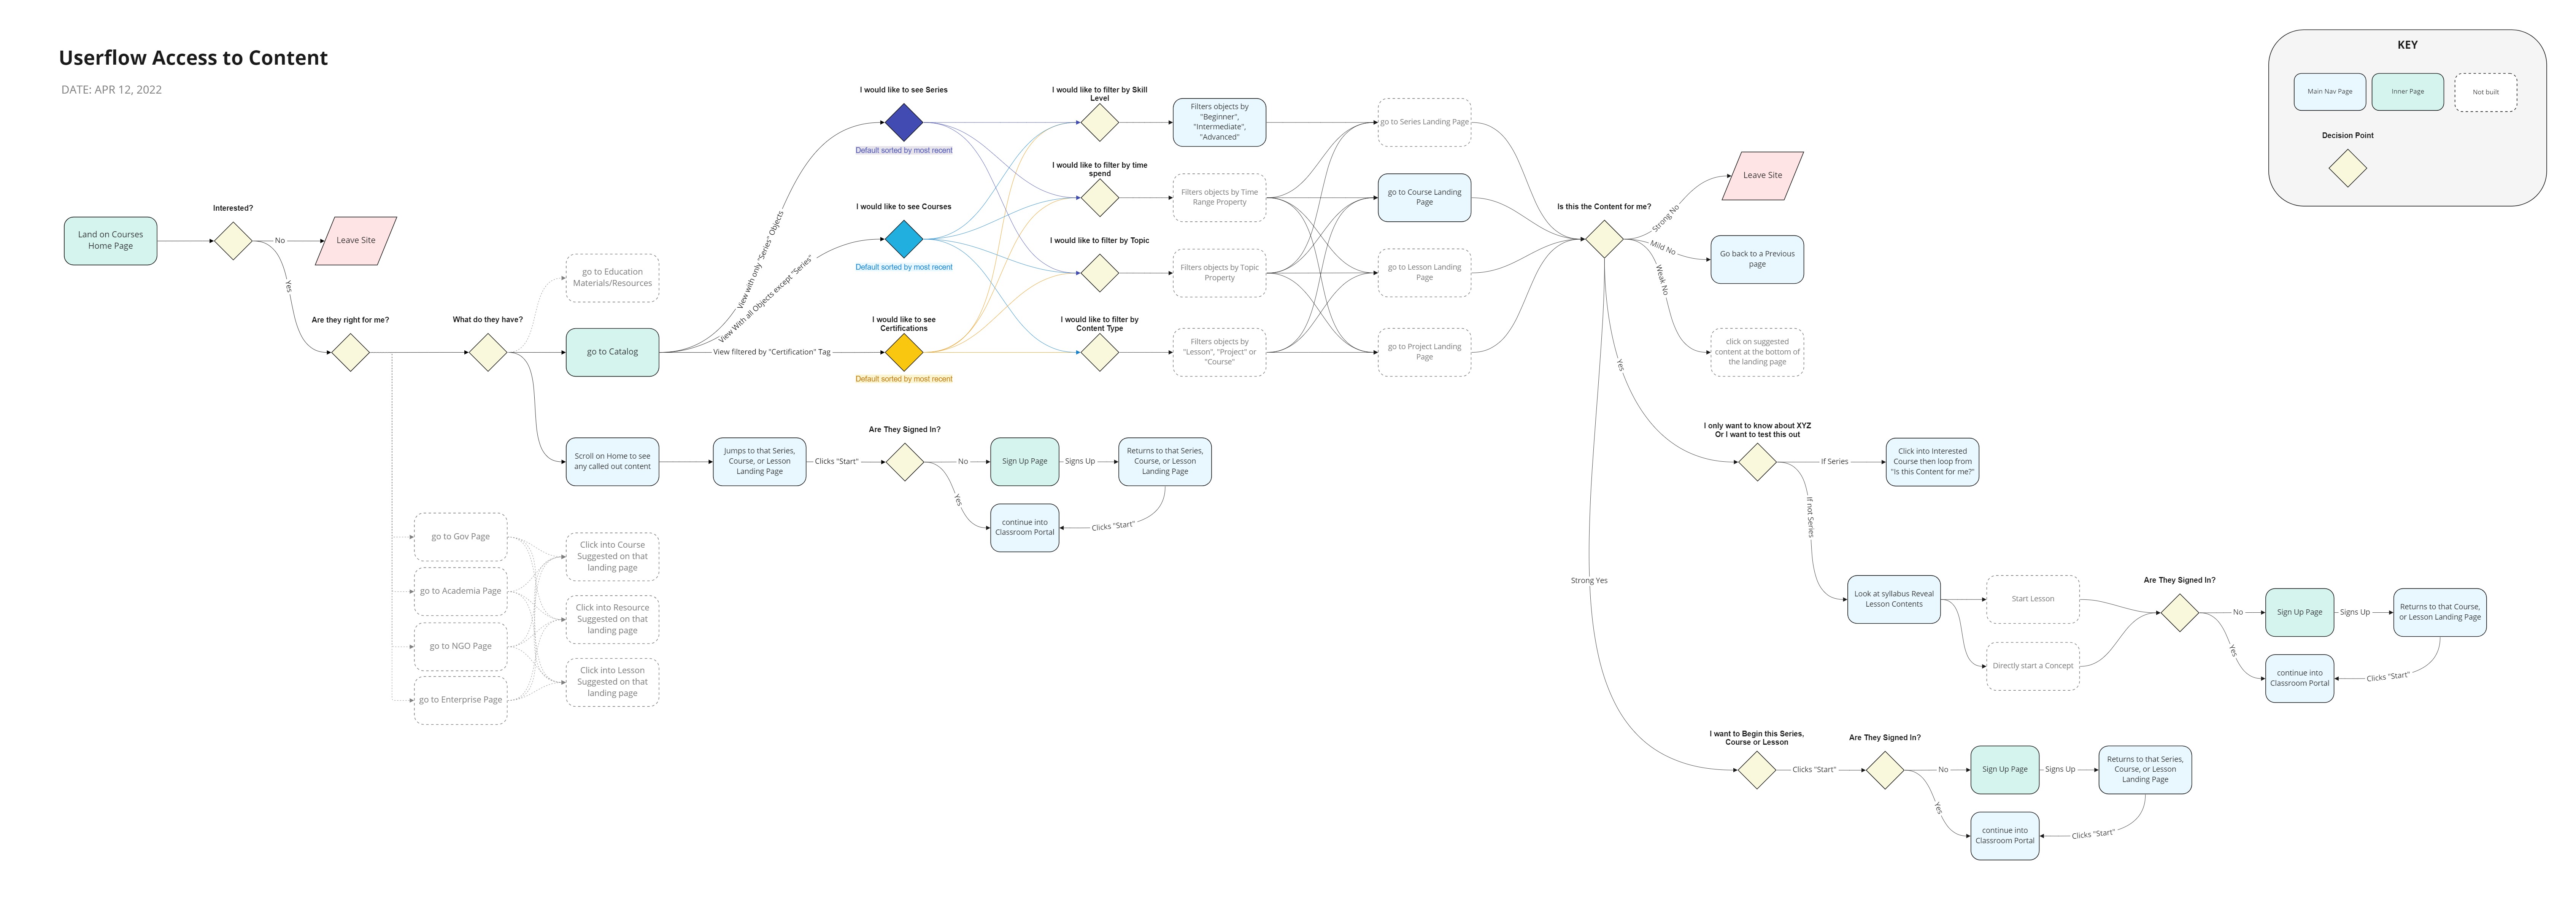 Userflow Access to Content
DATE: APR 12, 2022
KEY
Main Nav Page
Inner Page
Not built
Decision Point
Land on Courses
Home Page
Interested?
No
Leave Site
Yes
Are they right for me?
What do they have?
go to Education
Materials/Resources
go to Catalog
View with only "Series" Objects
View With all Objects except "Series"
View filtered by "Certification" Tag
I would like to see Series
Default sorted by most recent
I would like to see Courses
Default sorted by most recent
I would like to see
Certifications
Default sorted by most recent
I would like to filter by Skill
Level
I would like to filter by time
spend
I would like to filter by Topic
I would like to filter by
Content Type
Filters objects by
"Beginner",
"Intermediate",
"Advanced"
Filters objects by Time
Range Property
Filters objects by Topic
Property
Filters objects by
"Lesson", "Project" or
"Course"
go to Series Landing Page
go to Course Landing
Page
go to Lesson Landing
Page
go to Project Landing
Page
Is this the Content for me?
Strong No
Leave Site
Mild No
Go back to a Previous
page
Weak No
click on suggested
content at the bottom of
the landing page
Yes
Strong Yes
Scroll on Home to see
any called out content
Jumps to that Series,
Course, or Lesson
Landing Page
Clicks "Start"
Are They Signed In?
No
Sign Up Page
Signs Up
Returns to that Series,
Course, or Lesson
Landing Page
Yes
continue into
Classroom Portal
Clicks "Start"
go to Gov Page
go to Academia Page
go to NGO Page
go to Enterprise Page
Click into Course
Suggested on that
landing page
Click into Resource
Suggested on that
landing page
Click into Lesson
Suggested on that
landing page
I only want to know about XYZ
Or I want to test this out
If Series
Click into Interested
Course then loop from
"Is this Content for me?"
If not Series
Look at syllabus Reveal
Lesson Contents
Start Lesson
Directly start a Concept
Are They Signed In?
No
Sign Up Page
Signs Up
Returns to that Course,
or Lesson Landing Page
Yes
continue into
Classroom Portal
Clicks "Start"
I want to Begin this Series,
Course or Lesson
Clicks "Start"
Are They Signed In?
No
Sign Up Page
Signs Up
Returns to that Series,
Course, or Lesson
Landing Page
Yes
continue into
Classroom Portal
Clicks "Start"